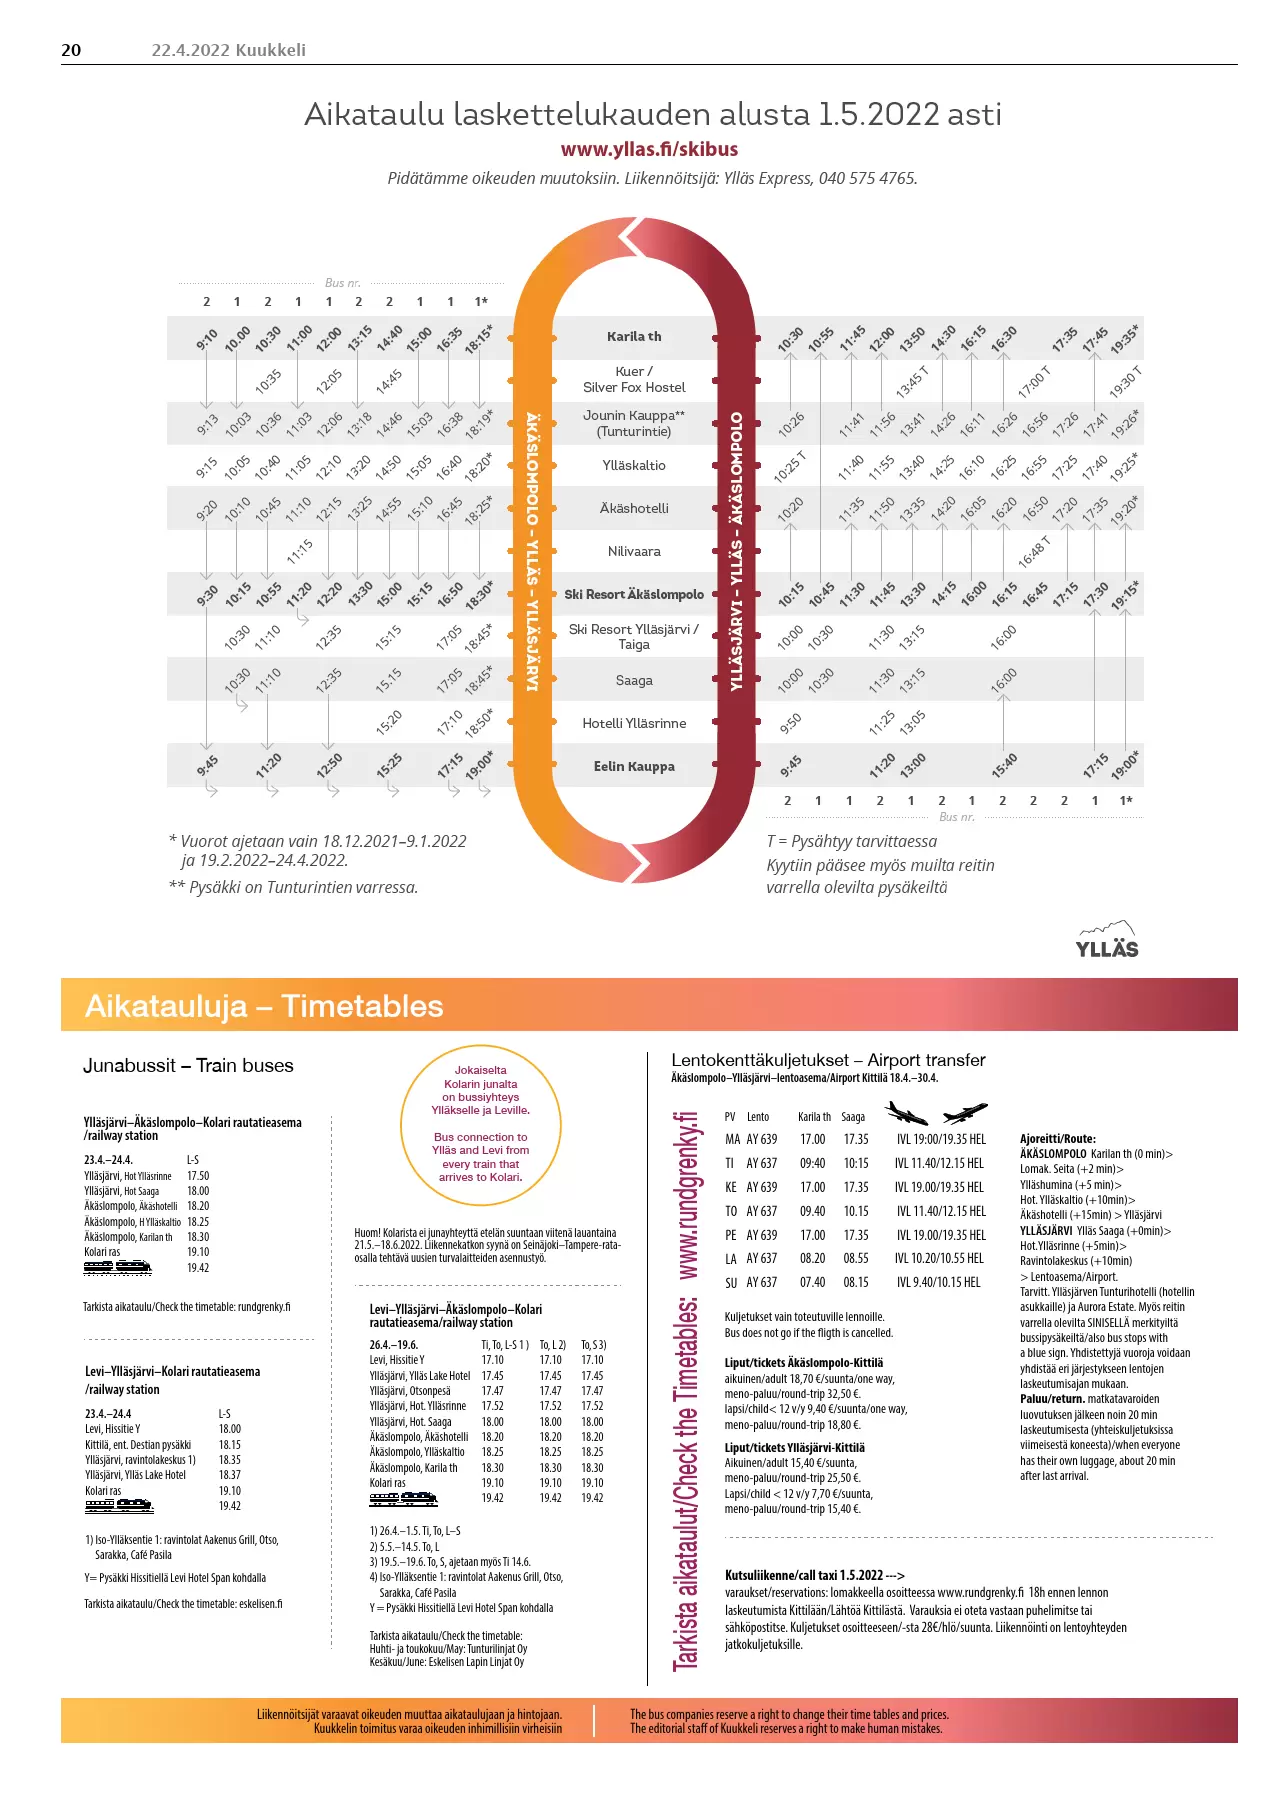 20 22.4.2022 Kuukkeli
Aikataulu laskettelukauden alusta 1.5.2022 asti
www.yllas.fi/skibus
Pidätämme oikeuden muutoksiin. Liikennöitsijä: Ylläs Express, 040 575 4765.
Bus nr.
2 1 2 1 1 2 2 1 1 1*
9:10 10.00 10:30 11:00 12:00 13:15 14:40 15:00 16:35 18:15* Karila th 10:30 10:55 11:45 12:00 13:50 14:30 16:15 16:30 17:35 17:45 19:35*
10:35 12:05 14:45 Kuer / 13:45 T 17:00 T 19:30 T
Silver Fox Hostel
9:13 10:03 10:36 11:03 12:06 13:18 14:46 15:03 16:38 18:19* Jounin Kauppa** 10:26 11:41 11:56 13:41 14:26 16:11 16:26 16:56 17:26 17:41 19:26*
(Tunturintie)
9:15 10:05 10:40 11:05 12:10 13:20 14:50 15:05 16:40 18:20* Ylläskaltio 10:25 T 11:40 11:55 13:40 14:25 16:10 16:25 16:55 17:25 17:40 19:25*
9:20 10:10 10:45 11:10 12:15 13:25 14:55 15:10 16:45 18:25* Äkäshotelli 10:20 11:35 11:50 13:35 14:20 16:05 16:20 16:50 17:20 17:35 19:20*
11:15 Nilivaara 16:48 T
9:30 10:15 10:55 11:20 12:20 13:30 15:00 15:15 16:50 18:30* Ski Resort Äkäslompolo 10:15 10:45 11:30 11:45 13:30 14:15 16:00 16:15 16:45 17:15 17:30 19:15*
10:30 11:10 12:35 15:15 17:05 18:45* Ski Resort Ylläsjärvi / 10:00 10:30 11:30 13:15 16:00
Taiga
10:30 11:10 12:35 15.15 17:05 18:45* Saaga 10:00 10:30 11:30 13:15 16:00
15:20 17:10 18:50* Hotelli Ylläsrinne 9:50 11:25 13:05
9:45 11:20 12:50 15:25 17:15 19:00* Eelin Kauppa 9:45 11:20 13:00 15:40 17:15 19:00*
ÄKÄSLOMPOLO – YLLÄS – YLLÄSJÄRVI
YLLÄSJÄRVI – YLLÄS – ÄKÄSLOMPOLO
2 1 1 2 1 2 1 2 2 2 1 1*
Bus nr.
* Vuorot ajetaan vain 18.12.2021–9.1.2022
ja 19.2.2022–24.4.2022.
** Pysäkki on Tunturintien varressa.
T = Pysähtyy tarvittaessa
Kyytiin pääsee myös muilta reitin
varrella olevilta pysäkeiltä
YLLÄS
Aikatauluja – Timetables
Junabussit – Train buses
Ylläsjärvi–Äkäslompolo–Kolari rautatieasema
/railway station
23.4.–24.4. L-S
Ylläsjärvi, Hot Ylläsrinne 17.50
Ylläsjärvi, Hot Saaga 18.00
Äkäslompolo, Äkäshotelli 18.20
Äkäslompolo, H Ylläskaltio 18.25
Äkäslompolo, Karilan th 18.30
Kolari ras 19.10
19.42
Tarkista aikataulu/Check the timetable: rundgrenky.fi
Levi–Ylläsjärvi–Kolari rautatieasema
/railway station
23.4.–24.4 L-S
Levi, Hissitie Y 18.00
Kittilä, ent. Destian pysäkki 18.15
Ylläsjärvi, ravintolakeskus 1) 18.35
Ylläsjärvi, Ylläs Lake Hotel 18.37
Kolari ras 19.10
19.42
1) Iso-Ylläksentie 1: ravintolat Aakenus Grill, Otso,
Sarakka, Café Pasila
Y= Pysäkki Hissitiellä Levi Hotel Span kohdalla
Tarkista aikataulu/Check the timetable: eskelisen.fi
Jokaiselta
Kolarin junalta
on bussiyhteys
Ylläkselle ja Leville.
Bus connection to
Ylläs and Levi from
every train that
arrives to Kolari.
Huom! Kolarista ei junayhteyttä etelän suuntaan viitenä lauantaina
21.5.–18.6.2022. Liikennekatkon syynä on Seinäjoki–Tampere-rata-
osalla tehtävä uusien turvalaitteiden asennustyö.
Levi–Ylläsjärvi–Äkäslompolo–Kolari
rautatieasema/railway station
26.4.–19.6. Ti, To, L-S 1 ) To, L 2) To, S 3)
Levi, Hissitie Y 17.10 17.10 17.10
Ylläsjärvi, Ylläs Lake Hotel 17.45 17.45 17.45
Ylläsjärvi, Otsonpesä 17.47 17.47 17.47
Ylläsjärvi, Hot. Ylläsrinne 17.52 17.52 17.52
Ylläsjärvi, Hot. Saaga 18.00 18.00 18.00
Äkäslompolo, Äkäshotelli 18.20 18.20 18.20
Äkäslompolo, Ylläskaltio 18.25 18.25 18.25
Äkäslompolo, Karila th 18.30 18.30 18.30
Kolari ras 19.10 19.10 19.10
19.42 19.42 19.42
1) 26.4.–1.5. Ti, To, L–S
2) 5.5.–14.5. To, L
3) 19.5.–19.6. To, S, ajetaan myös Ti 14.6.
4) Iso-Ylläksentie 1: ravintolat Aakenus Grill, Otso,
Sarakka, Café Pasila
Y = Pysäkki Hissitiellä Levi Hotel Span kohdalla
Tarkista aikataulu/Check the timetable:
Huhti- ja toukokuu/May: Tunturilinjat Oy
Kesäkuu/June: Eskelisen Lapin Linjat Oy
Lentokenttäkuljetukset – Airport transfer
Äkäslompolo–Ylläsjärvi–lentoasema/Airport Kittilä 18.4.–30.4.
Tarkista aikataulut/Check the Timetables: www.rundgrenky.fi
PV Lento Karila th Saaga
MA AY 639 17.00 17.35 IVL 19:00/19.35 HEL
TI AY 637 09:40 10:15 IVL 11.40/12.15 HEL
KE AY 639 17.00 17.35 IVL 19.00/19.35 HEL
TO AY 637 09.40 10.15 IVL 11.40/12.15 HEL
PE AY 639 17.00 17.35 IVL 19.00/19.35 HEL
LA AY 637 08.20 08.55 IVL 10.20/10.55 HEL
SU AY 637 07.40 08.15 IVL 9.40/10.15 HEL
Kuljetukset vain toteutuville lennoille.
Bus does not go if the fligth is cancelled.
Liput/tickets Äkäslompolo-Kittilä
aikuinen/adult 18,70 €/suunta/one way,
meno-paluu/round-trip 32,50 €.
lapsi/child< 12 v/y 9,40 €/suunta/one way,
meno-paluu/round-trip 18,80 €.
Liput/tickets Ylläsjärvi-Kittilä
Aikuinen/adult 15,40 €/suunta,
meno-paluu/round-trip 25,50 €.
Lapsi/child < 12 v/y 7,70 €/suunta,
meno-paluu/round-trip 15,40 €.
Ajoreitti/Route:
ÄKÄSLOMPOLO Karilan th (0 min)>
Lomak. Seita (+2 min)>
Ylläshumina (+5 min)>
Hot. Ylläskaltio (+10min)>
Äkäshotelli (+15min) > Ylläsjärvi
YLLÄSJÄRVI Ylläs Saaga (+0min)>
Hot.Ylläsrinne (+5min)>
Ravintolakeskus (+10min)
> Lentoasema/Airport.
Tarvitt. Ylläsjärven Tunturihotelli (hotellin
asukkaille) ja Aurora Estate. Myös reitin
varrella olevilta SINISELLÄ merkityiltä
bussipysäkeiltä/also bus stops with
a blue sign. Yhdistettyjä vuoroja voidaan
yhdistää eri järjestykseen lentojen
laskeutumisajan mukaan.
Paluu/return. matkatavaroiden
luovutuksen jälkeen noin 20 min
laskeutumisesta (yhteiskuljetuksissa
viimeisestä koneesta)/when everyone
has their own luggage, about 20 min
after last arrival.
Kutsuliikenne/call taxi 1.5.2022 --->
varaukset/reservations: lomakkeella osoitteessa www.rundgrenky.fi 18h ennen lennon
laskeutumista Kittilään/Lähtöä Kittilästä. Varauksia ei oteta vastaan puhelimitse tai
sähköpostitse. Kuljetukset osoitteeseen/-sta 28€/hlö/suunta. Liikennöinti on lentoyhteyden
jatkokuljetuksille.
Liikennöitsijät varaavat oikeuden muuttaa aikataulujaan ja hintojaan.
Kuukkelin toimitus varaa oikeuden inhimillisiin virheisiin
The bus companies reserve a right to change their time tables and prices.
The editorial staff of Kuukkeli reserves a right to make human mistakes.